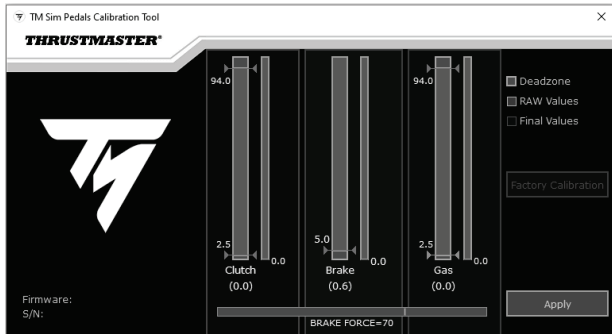 TM Sim Pedals Calibration Tool
THRUSTMASTER®
94.0
94.0
Deadzone
RAW Values
Final Values
Factory Calibration
2.5
5.0
2.5
0.0
0.0
0.0
Clutch
Brake
Gas
(0.0)
(0.6)
(0.0)
Firmware:
S/N:
Apply
BRAKE FORCE=70